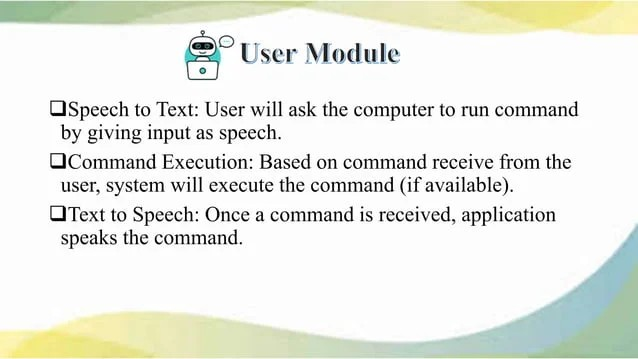 User Module
❑Speech to Text: User will ask the computer to run command
by giving input as speech.
❑Command Execution: Based on command receive from the
user, system will execute the command (if available).
❑Text to Speech: Once a command is received, application
speaks the command.